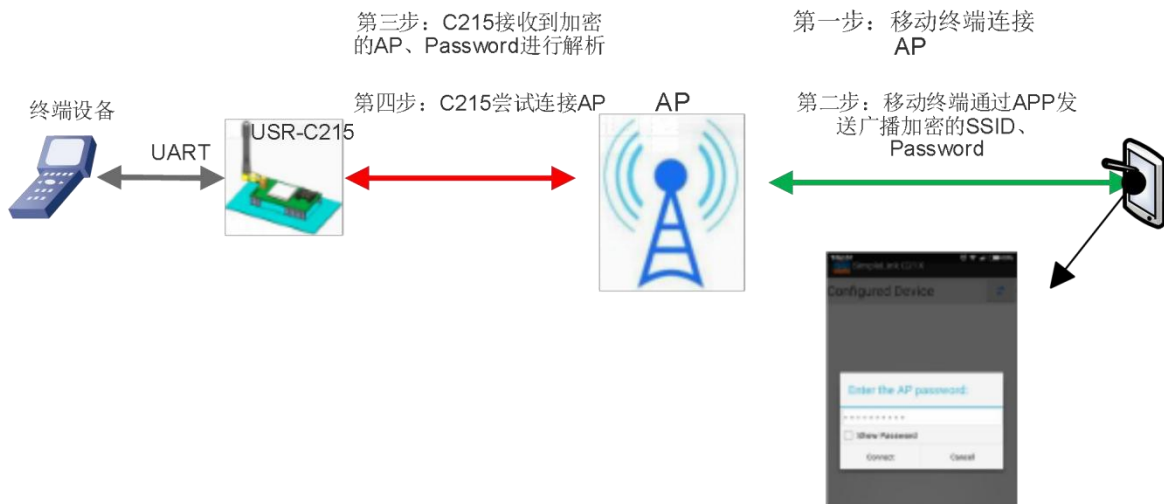 第三步：C215接收到加密
的AP、Password进行解析
第一步：移动终端连接
AP
终端设备
第四步：C215尝试连接AP
AP
第二步：移动终端通过APP发
送广播加密的SSID、
Password
USR-C215
UART
Configured Device
Enter the AP password:
Show Password
Connect
Cancel